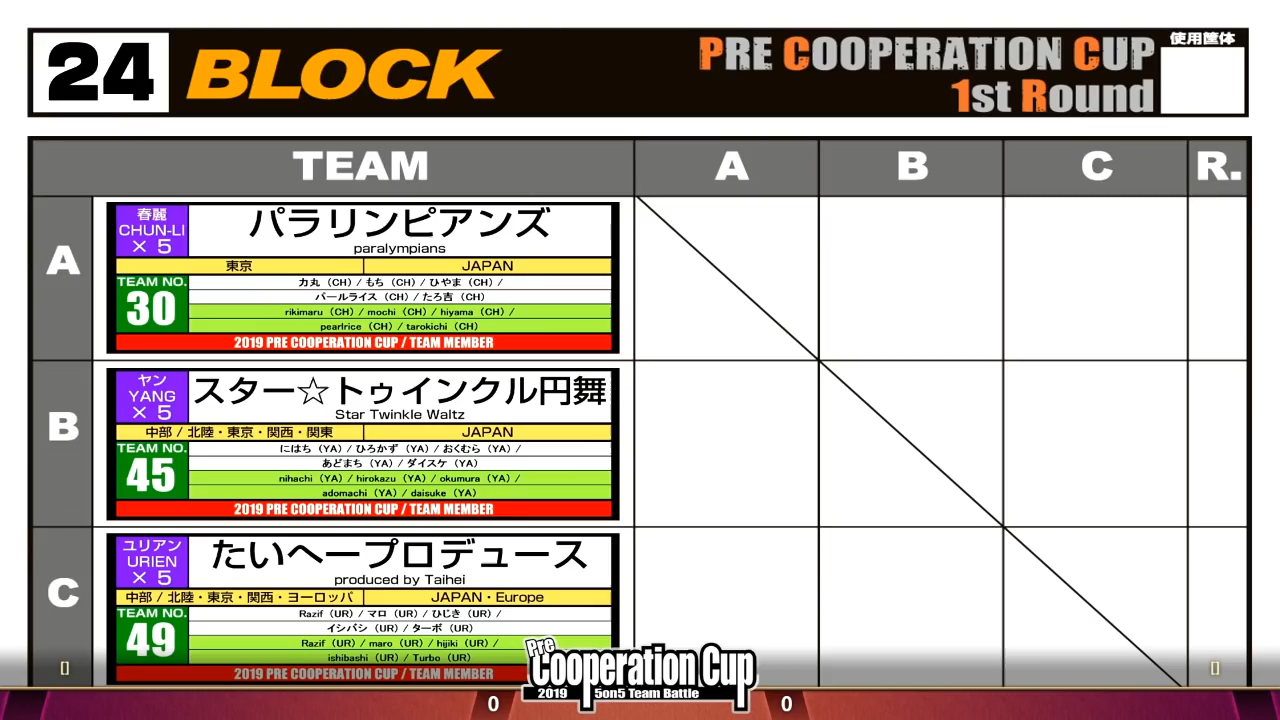 24 BLOCK
PRE COOPERATION CUP
1st Round
使用筐体
TEAM A B C R.
A
春麗
CHUN-LI
× 5
パラリンピアンズ
paralympians
東京 JAPAN
TEAM NO.
30
力丸（CH）/ もち（CH）/ ひやま（CH）/
パールライス（CH）/ たろ吉（CH）
rikimaru（CH）/ mochi（CH）/ hiyama（CH）/
pearlrice（CH）/ tarokichi（CH）
2019 PRE COOPERATION CUP / TEAM MEMBER
B
ヤン
YANG
× 5
スター☆トゥインクル円舞
Star Twinkle Waltz
中部 / 北陸・東京・関西・関東 JAPAN
TEAM NO.
45
にはち（YA）/ ひろかず（YA）/ おくむら（YA）/
あどまち（YA）/ ダイスケ（YA）
nihachi（YA）/ hirokazu（YA）/ okumura（YA）/
adomachi（YA）/ daisuke（YA）
2019 PRE COOPERATION CUP / TEAM MEMBER
C
ユリアン
URIEN
× 5
たいへープロデュース
produced by Taihei
中部 / 北陸・東京・関西・ヨーロッパ JAPAN・Europe
TEAM NO.
49
Razif（UR）/ マロ（UR）/ ひじき（UR）/
イシバシ（UR）/ ターボ（UR）
Razif（UR）/ maro（UR）/ hijiki（UR）/
ishibashi（UR）/ Turbo（UR）
2019 PRE COOPERATION CUP / TEAM MEMBER
Pre
Cooperation Cup
2019 5on5 Team Battle
0 0